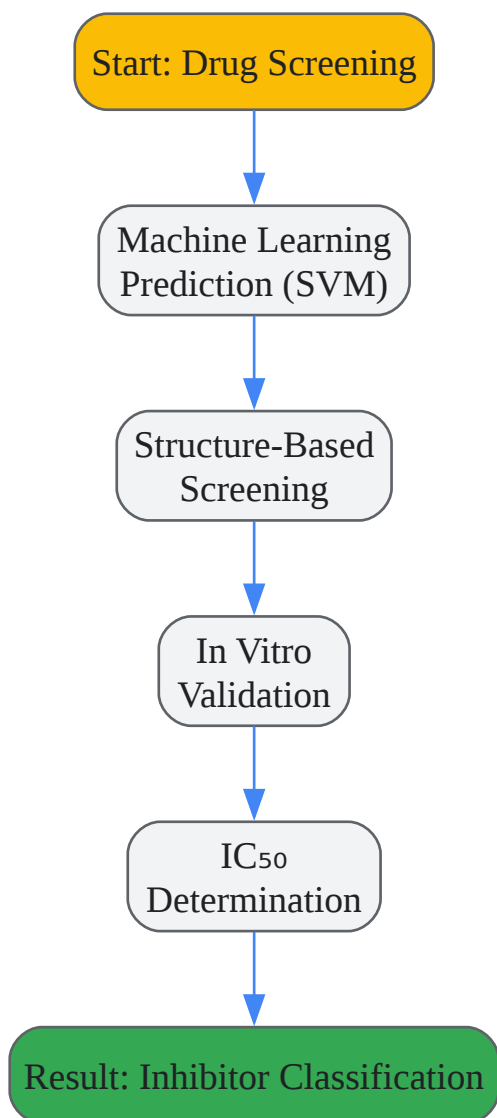 Start: Drug Screening
Machine Learning
Prediction (SVM)
Structure-Based
Screening
In Vitro
Validation
IC₅₀
Determination
Result: Inhibitor Classification